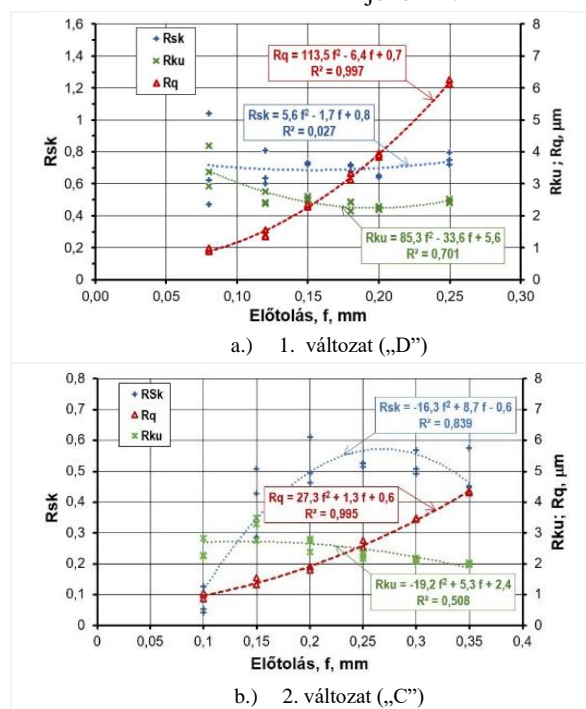 1,6
1,4
1,2
1
0,8
0,6
0,4
0,2
0
Rsk
Rsk
Rku
Rq
Rq = 113,5 f² - 6,4 f + 0,7
R² = 0,997
Rsk = 5,6 f² - 1,7 f + 0,8
R² = 0,027
Rku = 85,3 f² - 33,6 f + 5,6
R² = 0,701
8
7
6
5
4
3
2
1
0
Rku ; Rq, µm
0,00 0,05 0,10 0,15 0,20 0,25 0,30
Előtolás, f, mm
a.) 1. változat („D”)
0,8
0,7
0,6
0,5
0,4
0,3
0,2
0,1
0
Rsk
RSk
Rq
Rku
Rsk = -16,3 f² + 8,7 f - 0,6
R² = 0,839
Rq = 27,3 f² + 1,3 f + 0,6
R² = 0,995
Rku = -19,2 f² + 5,3 f + 2,4
R² = 0,508
8
7
6
5
4
3
2
1
0
Rku; Rq, µm
0 0,05 0,1 0,15 0,2 0,25 0,3 0,35 0,4
Előtolás, f, mm
b.) 2. változat („C”)